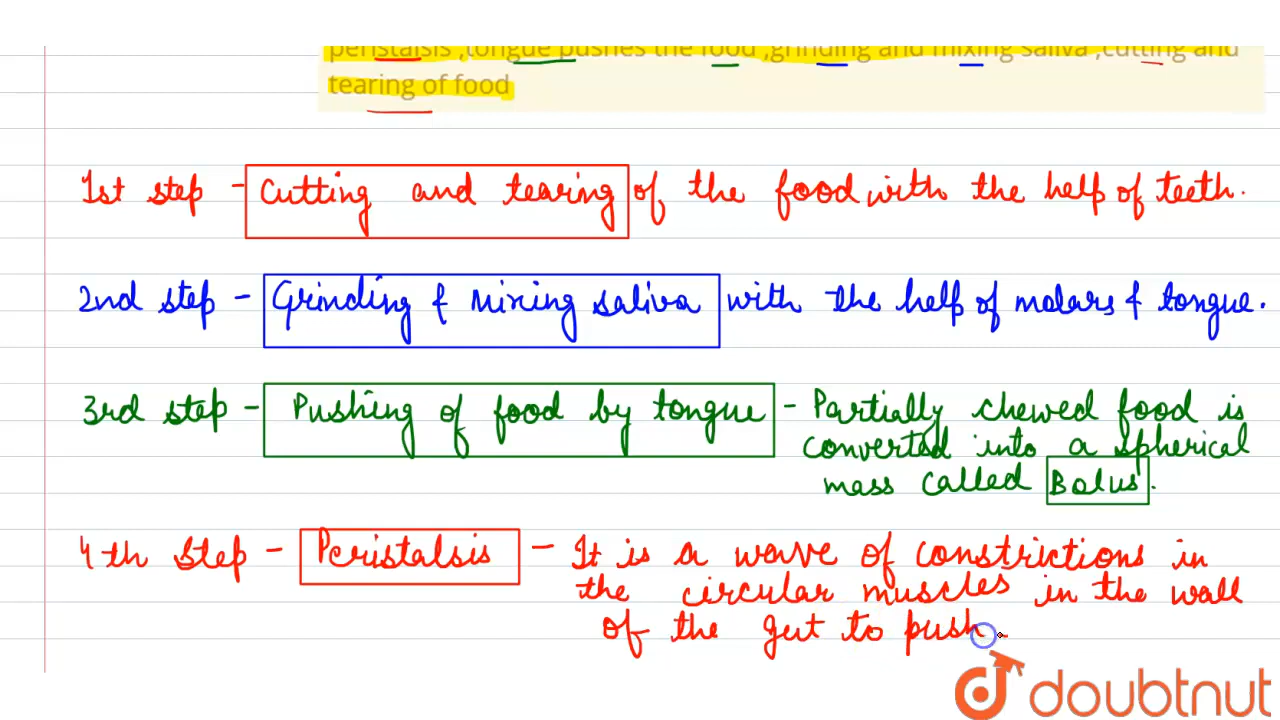 peristalsis ,tongue pushes the food ,grinding and mixing saliva ,cutting and
tearing of food
1st step - Cutting and tearing of the food with the help of teeth.
2nd step - Grinding & Mixing saliva with the help of molars & tongue.
3rd step - Pushing of food by tongue - Partially chewed food is
converted into a spherical
mass called Bolus.
4th step - Peristalsis - It is a wave of constrictions in
the circular muscles in the wall
of the gut to push
doubtnut